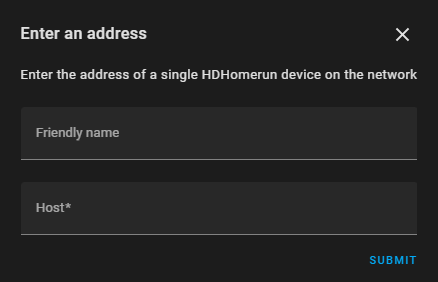 Enter an address
Enter the address of a single HDHomerun device on the network
Friendly name
Host*
SUBMIT